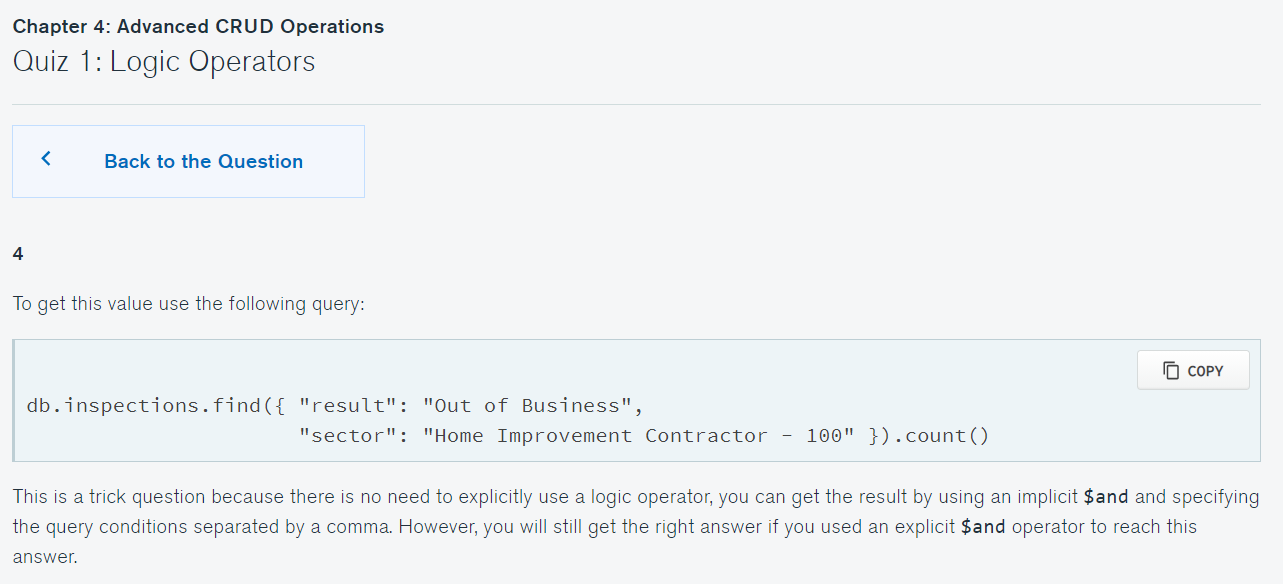 Chapter 4: Advanced CRUD Operations
Quiz 1: Logic Operators
Back to the Question
4
To get this value use the following query:
COPY
db.inspections.find({ "result": "Out of Business",
"sector": "Home Improvement Contractor - 100" }).count()
This is a trick question because there is no need to explicitly use a logic operator, you can get the result by using an implicit $and and specifying
the query conditions separated by a comma. However, you will still get the right answer if you used an explicit $and operator to reach this
answer.